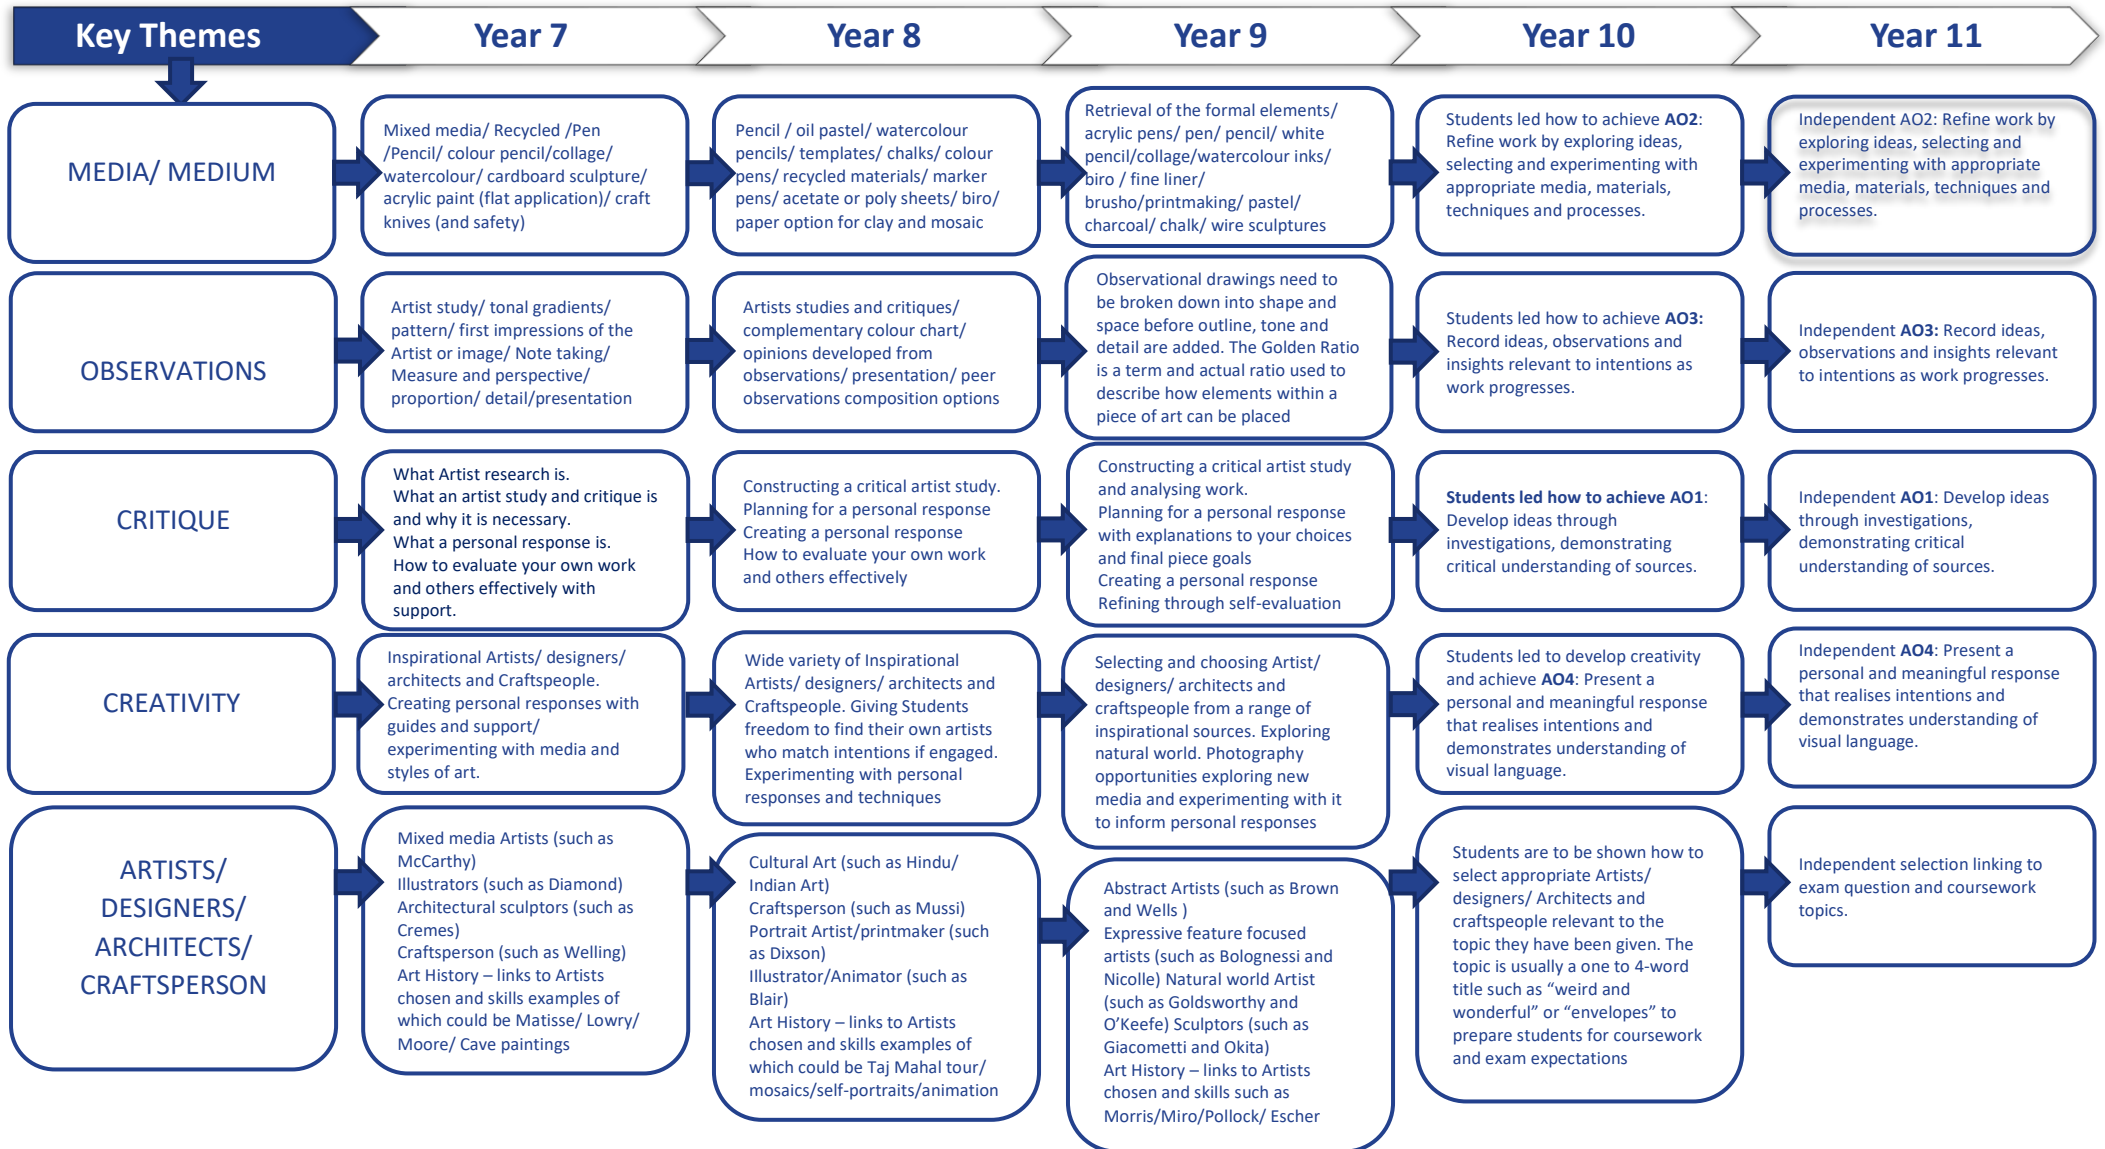 Key Themes
Year 7
Year 8
Year 9
Year 10
Year 11
MEDIA/ MEDIUM
Mixed media/ Recycled /Pen
/Pencil/ colour pencil/collage/
watercolour/ cardboard sculpture/
acrylic paint (flat application)/ craft
knives (and safety)
Pencil / oil pastel/ watercolour
pencils/ templates/ chalks/ colour
pens/ recycled materials/ marker
pens/ acetate or poly sheets/ biro/
paper option for clay and mosaic
Retrieval of the formal elements/
acrylic pens/ pen/ pencil/ white
pencil/collage/watercolour inks/
biro / fine liner/
brusho/printmaking/ pastel/
charcoal/ chalk/ wire sculptures
Students led how to achieve AO2:
Refine work by exploring ideas,
selecting and experimenting with
appropriate media, materials,
techniques and processes.
Independent AO2: Refine work by
exploring ideas, selecting and
experimenting with appropriate
media, materials, techniques and
processes.
OBSERVATIONS
Artist study/ tonal gradients/
pattern/ first impressions of the
Artist or image/ Note taking/
Measure and perspective/
proportion/ detail/presentation
Artists studies and critiques/
complementary colour chart/
opinions developed from
observations/ presentation/ peer
observations composition options
Observational drawings need to
be broken down into shape and
space before outline, tone and
detail are added. The Golden Ratio
is a term and actual ratio used to
describe how elements within a
piece of art can be placed
Students led how to achieve AO3:
Record ideas, observations and
insights relevant to intentions as
work progresses.
Independent AO3: Record ideas,
observations and insights relevant
to intentions as work progresses.
CRITIQUE
What Artist research is.
What an artist study and critique is
and why it is necessary.
What a personal response is.
How to evaluate your own work
and others effectively with
support.
Constructing a critical artist study.
Planning for a personal response
Creating a personal response
How to evaluate your own work
and others effectively
Constructing a critical artist study
and analysing work.
Planning for a personal response
with explanations to your choices
and final piece goals
Creating a personal response
Refining through self-evaluation
Students led how to achieve AO1:
Develop ideas through
investigations, demonstrating
critical understanding of sources.
Independent AO1: Develop ideas
through investigations,
demonstrating critical
understanding of sources.
CREATIVITY
Inspirational Artists/ designers/
architects and Craftspeople.
Creating personal responses with
guides and support/
experimenting with media and
styles of art.
Wide variety of Inspirational
Artists/ designers/ architects and
Craftspeople. Giving Students
freedom to find their own artists
who match intentions if engaged.
Experimenting with personal
responses and techniques
Selecting and choosing Artist/
designers/ architects and
craftspeople from a range of
inspirational sources. Exploring
natural world. Photography
opportunities exploring new
media and experimenting with it
to inform personal responses
Students led to develop creativity
and achieve AO4: Present a
personal and meaningful response
that realises intentions and
demonstrates understanding of
visual language.
Independent AO4: Present a
personal and meaningful response
that realises intentions and
demonstrates understanding of
visual language.
ARTISTS/
DESIGNERS/
ARCHITECTS/
CRAFTSPERSON
Mixed media Artists (such as
McCarthy)
Illustrators (such as Diamond)
Architectural sculptors (such as
Cremes)
Craftsperson (such as Welling)
Art History – links to Artists
chosen and skills examples of
which could be Matisse/ Lowry/
Moore/ Cave paintings
Cultural Art (such as Hindu/
Indian Art)
Craftsperson (such as Mussi)
Portrait Artist/printmaker (such
as Dixson)
Illustrator/Animator (such as
Blair)
Art History – links to Artists
chosen and skills examples of
which could be Taj Mahal tour/
mosaics/self-portraits/animation
Abstract Artists (such as Brown
and Wells )
Expressive feature focused
artists (such as Bolognessi and
Nicolle) Natural world Artist
(such as Goldsworthy and
O’Keefe) Sculptors (such as
Giacometti and Okita)
Art History – links to Artists
chosen and skills such as
Morris/Miro/Pollock/ Escher
Students are to be shown how to
select appropriate Artists/
designers/ Architects and
craftspeople relevant to the
topic they have been given. The
topic is usually a one to 4-word
title such as “weird and
wonderful” or “envelopes” to
prepare students for coursework
and exam expectations
Independent selection linking to
exam question and coursework
topics.